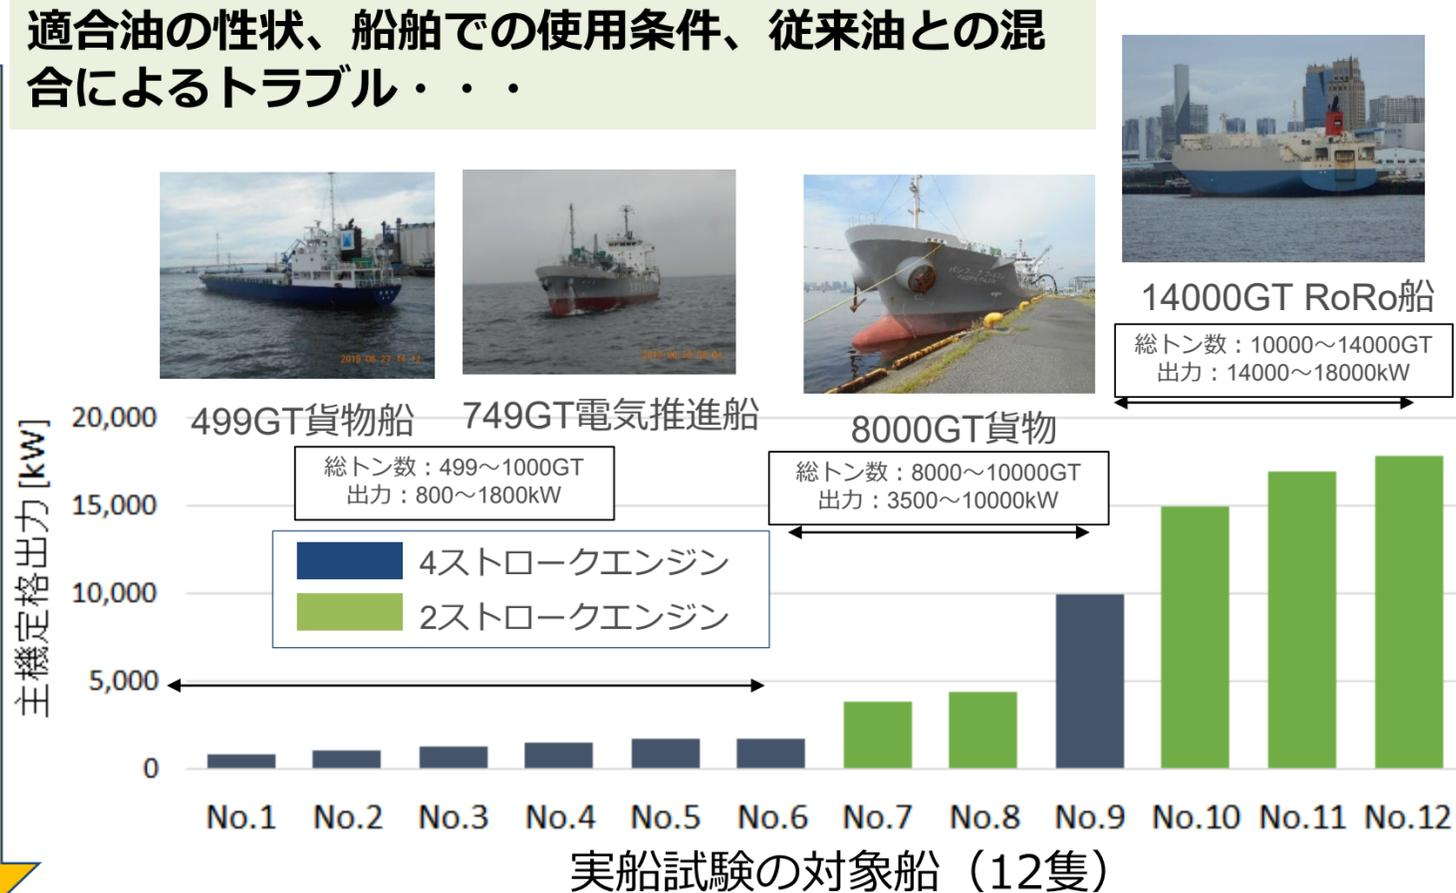 適合油の性状、船舶での使用条件、従来油との混
合によるトラブル・・・
14000GT RoRo船
総トン数：10000～14000GT
出力：14000～18000kW
2019 06 27
499GT貨物船
749GT電気推進船
8000GT貨物
総トン数：499～1000GT
出力：800～1800kW
総トン数：8000～10000GT
出力：3500～10000kW
4ストロークエンジン
2ストロークエンジン
主機定格出力 [kW]
20,000
15,000
10,000
5,000
0
No.1 No.2 No.3 No.4 No.5 No.6 No.7 No.8 No.9 No.10 No.11 No.12
実船試験の対象船（12隻）